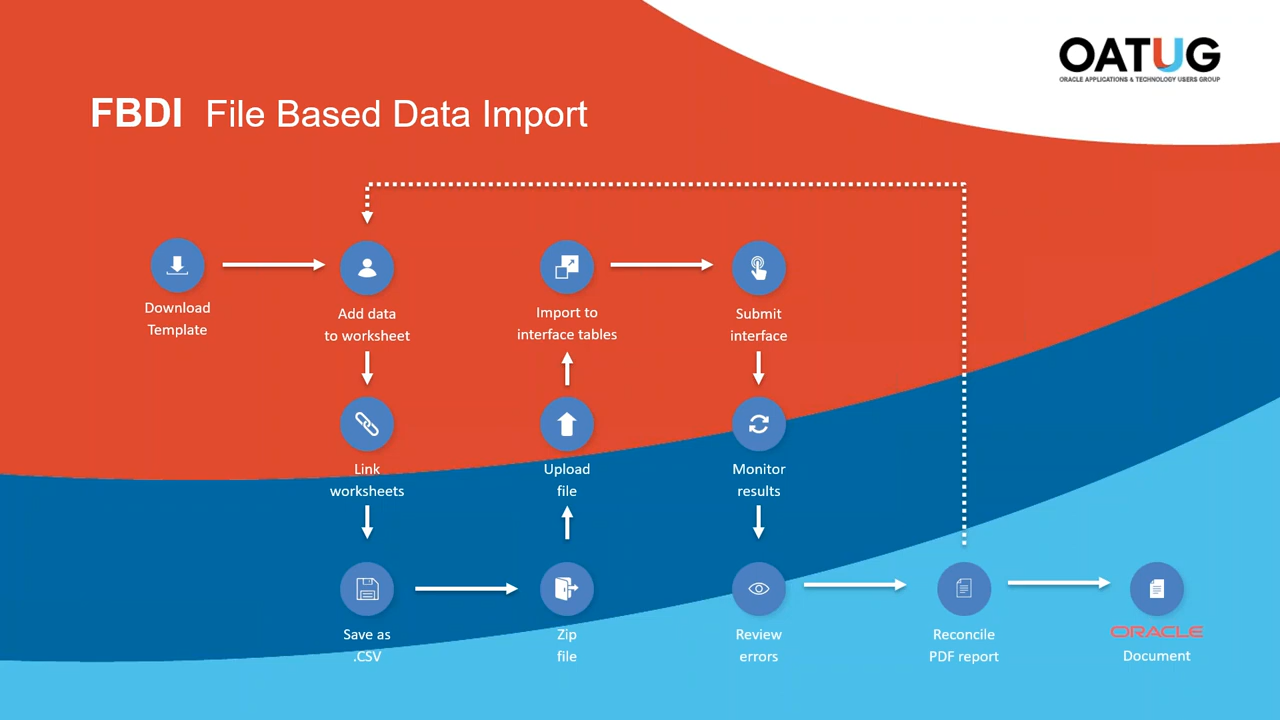 OATUG
ORACLE APPLICATIONS & TECHNOLOGY USERS GROUP
FBDI File Based Data Import
Download
Template
Add data
to worksheet
Import to
interface tables
Submit
interface
Link
worksheets
Upload
file
Monitor
results
Save as
.CSV
Zip
file
Review
errors
Reconcile
PDF report
ORACLE
Document